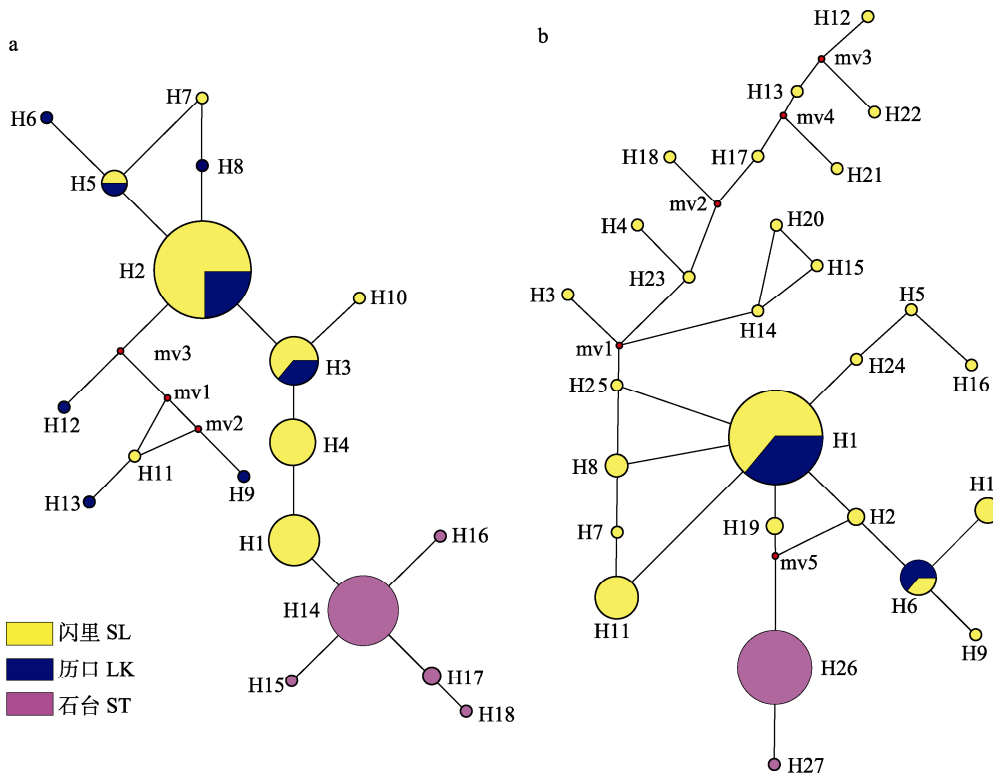 a
H7
H6
H8
H5
H2
H10
H3
mv3
mv1
H12
mv2
H4
H11
H9
H13
H1
H16
H14
H17
H15
H18
闪里 SL
历口 LK
石台 ST
b
H12
mv3
H13
H22
mv4
H18
H17
H21
mv2
H4
H20
H23
H15
H3
H5
H14
mv1
H24
H25
H16
H1
H8
H1
H19
H2
H7
mv5
H6
H11
H9
H26
H27